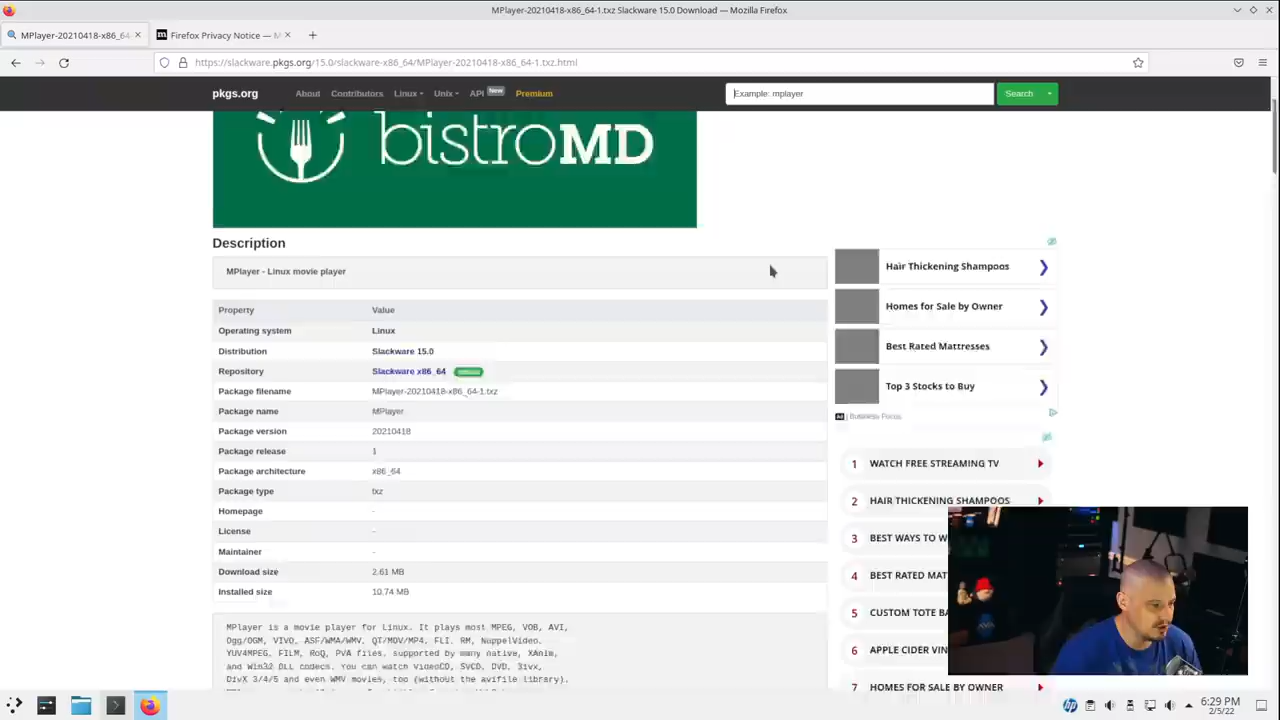 MPlayer-20210418-x86_64-1.txz Slackware 15.0 Download — Mozilla Firefox
MPlayer-20210418-x86_64-
Firefox Privacy Notice — M
https://slackware.pkgs.org/15.0/slackware-x86_64/MPlayer-20210418-x86_64-1.txz.html
pkgs.org
About
Contributors
Linux
Unix
API
New
Premium
Example: mplayer
Search
bistroMD
Description
MPlayer - Linux movie player
Property Value
Operating system Linux
Distribution Slackware 15.0
Repository Slackware x86_64
Package filename MPlayer-20210418-x86_64-1.txz
Package name MPlayer
Package version 20210418
Package release 1
Package architecture x86_64
Package type txz
Homepage -
License -
Maintainer -
Download size 2.61 MB
Installed size 10.74 MB
MPlayer is a movie player for Linux. It plays most MPEG, VOB, AVI,
Ogg/OGM, VIVO, ASF/WMA/WMV, QT/MOV/MP4, FLI, RM, NuppelVideo,
YUV4MPEG, FILM, RoQ, PVA files, supported by many native, XAnim,
and Win32 DLL codecs. You can watch VideoCD, SVCD, DVD, 3ivx,
DivX 3/4/5 and even WMV movies, too (without the avifile library).
Hair Thickening Shampoos
Homes for Sale by Owner
Best Rated Mattresses
Top 3 Stocks to Buy
Ad | Business Focus
1 WATCH FREE STREAMING TV
2 HAIR THICKENING SHAMPOOS
3 BEST WAYS TO W
4 BEST RATED MAT
5 CUSTOM TOTE BA
6 APPLE CIDER VIN
7 HOMES FOR SALE BY OWNER
6:29 PM
2/5/22